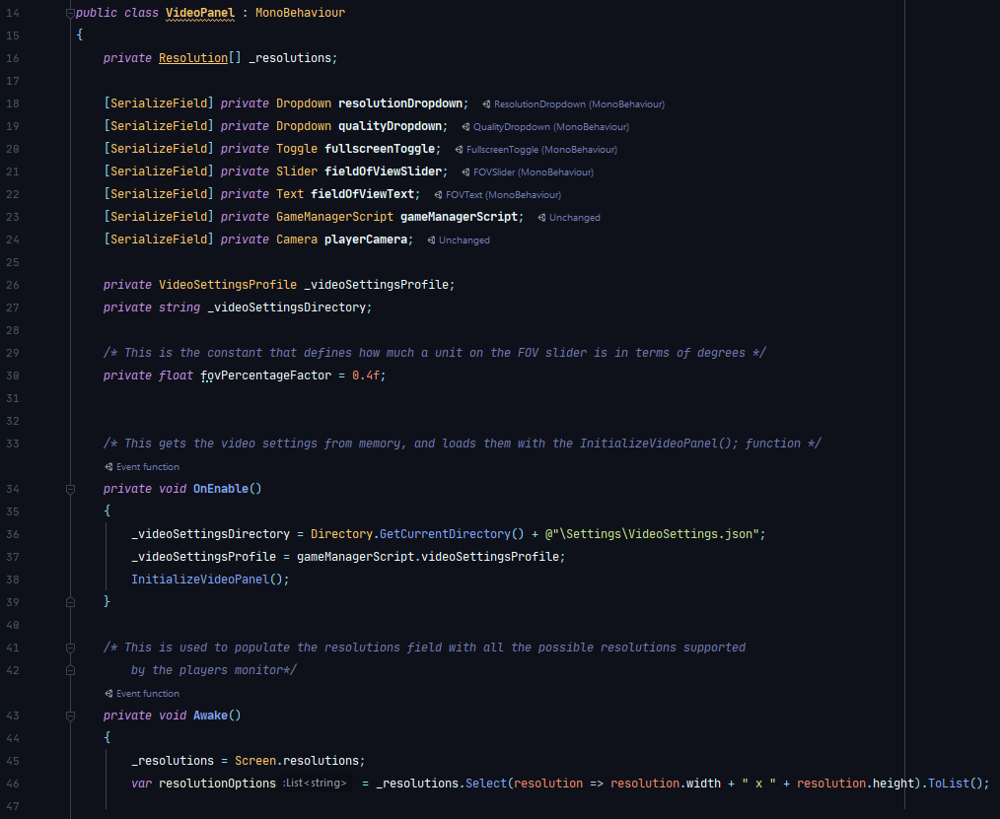 14 public class VideoPanel : MonoBehaviour
15 {
16 private Resolution[] _resolutions;
17
18 [SerializeField] private Dropdown resolutionDropdown; ResolutionDropdown (MonoBehaviour)
19 [SerializeField] private Dropdown qualityDropdown; QualityDropdown (MonoBehaviour)
20 [SerializeField] private Toggle fullscreenToggle; FullscreenToggle (MonoBehaviour)
21 [SerializeField] private Slider fieldOfViewSlider; FOVSlider (MonoBehaviour)
22 [SerializeField] private Text fieldOfViewText; FOVText (MonoBehaviour)
23 [SerializeField] private GameManagerScript gameManagerScript; Unchanged
24 [SerializeField] private Camera playerCamera; Unchanged
25
26 private VideoSettingsProfile _videoSettingsProfile;
27 private string _videoSettingsDirectory;
28
29 /* This is the constant that defines how much a unit on the FOV slider is in terms of degrees */
30 private float fovPercentageFactor = 0.4f;
31
32
33 /* This gets the video settings from memory, and loads them with the InitializeVideoPanel(); function */
Event function
34 private void OnEnable()
35 {
36 _videoSettingsDirectory = Directory.GetCurrentDirectory() + @"\Settings\VideoSettings.json";
37 _videoSettingsProfile = gameManagerScript.videoSettingsProfile;
38 InitializeVideoPanel();
39 }
40
41 /* This is used to populate the resolutions field with all the possible resolutions supported
42 by the players monitor*/
Event function
43 private void Awake()
44 {
45 _resolutions = Screen.resolutions;
46 var resolutionOptions :List<string> = _resolutions.Select(resolution => resolution.width + " x " + resolution.height).ToList();
47